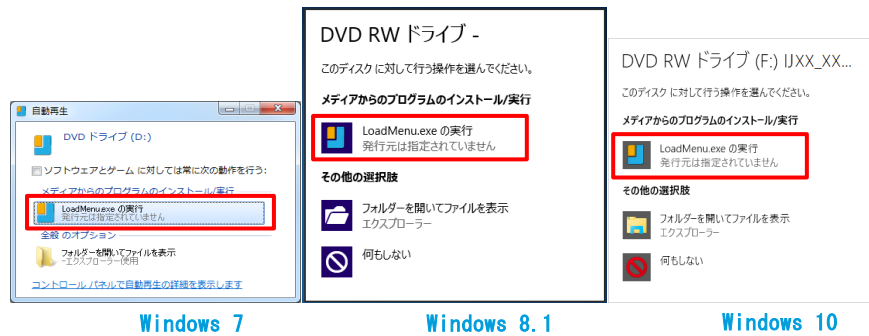 自動再生
DVD ドライブ (D:)
ソフトウェアとゲーム に対しては常に次の動作を行う:
メディアからのプログラムのインストール/実行
LoadMenu.exe の実行
発行元は指定されていません
全般 のオプション
フォルダーを開いてファイルを表示
-エクスプローラー使用
コントロール パネルで自動再生の詳細を表示します
Windows 7
DVD RW ドライブ -
このディスク に対して行う操作を選んでください。
メディアからのプログラムのインストール/実行
LoadMenu.exe の実行
発行元は指定されていません
その他の選択肢
フォルダーを開いてファイルを表示
エクスプローラー
何もしない
Windows 8.1
DVD RW ドライブ (F:) IJXX_XX...
このディスク に対して行う操作を選んでください。
メディアからのプログラムのインストール/実行
LoadMenu.exe の実行
発行元は指定されていません
その他の選択肢
フォルダーを開いてファイルを表示
エクスプローラー
何もしない
Windows 10